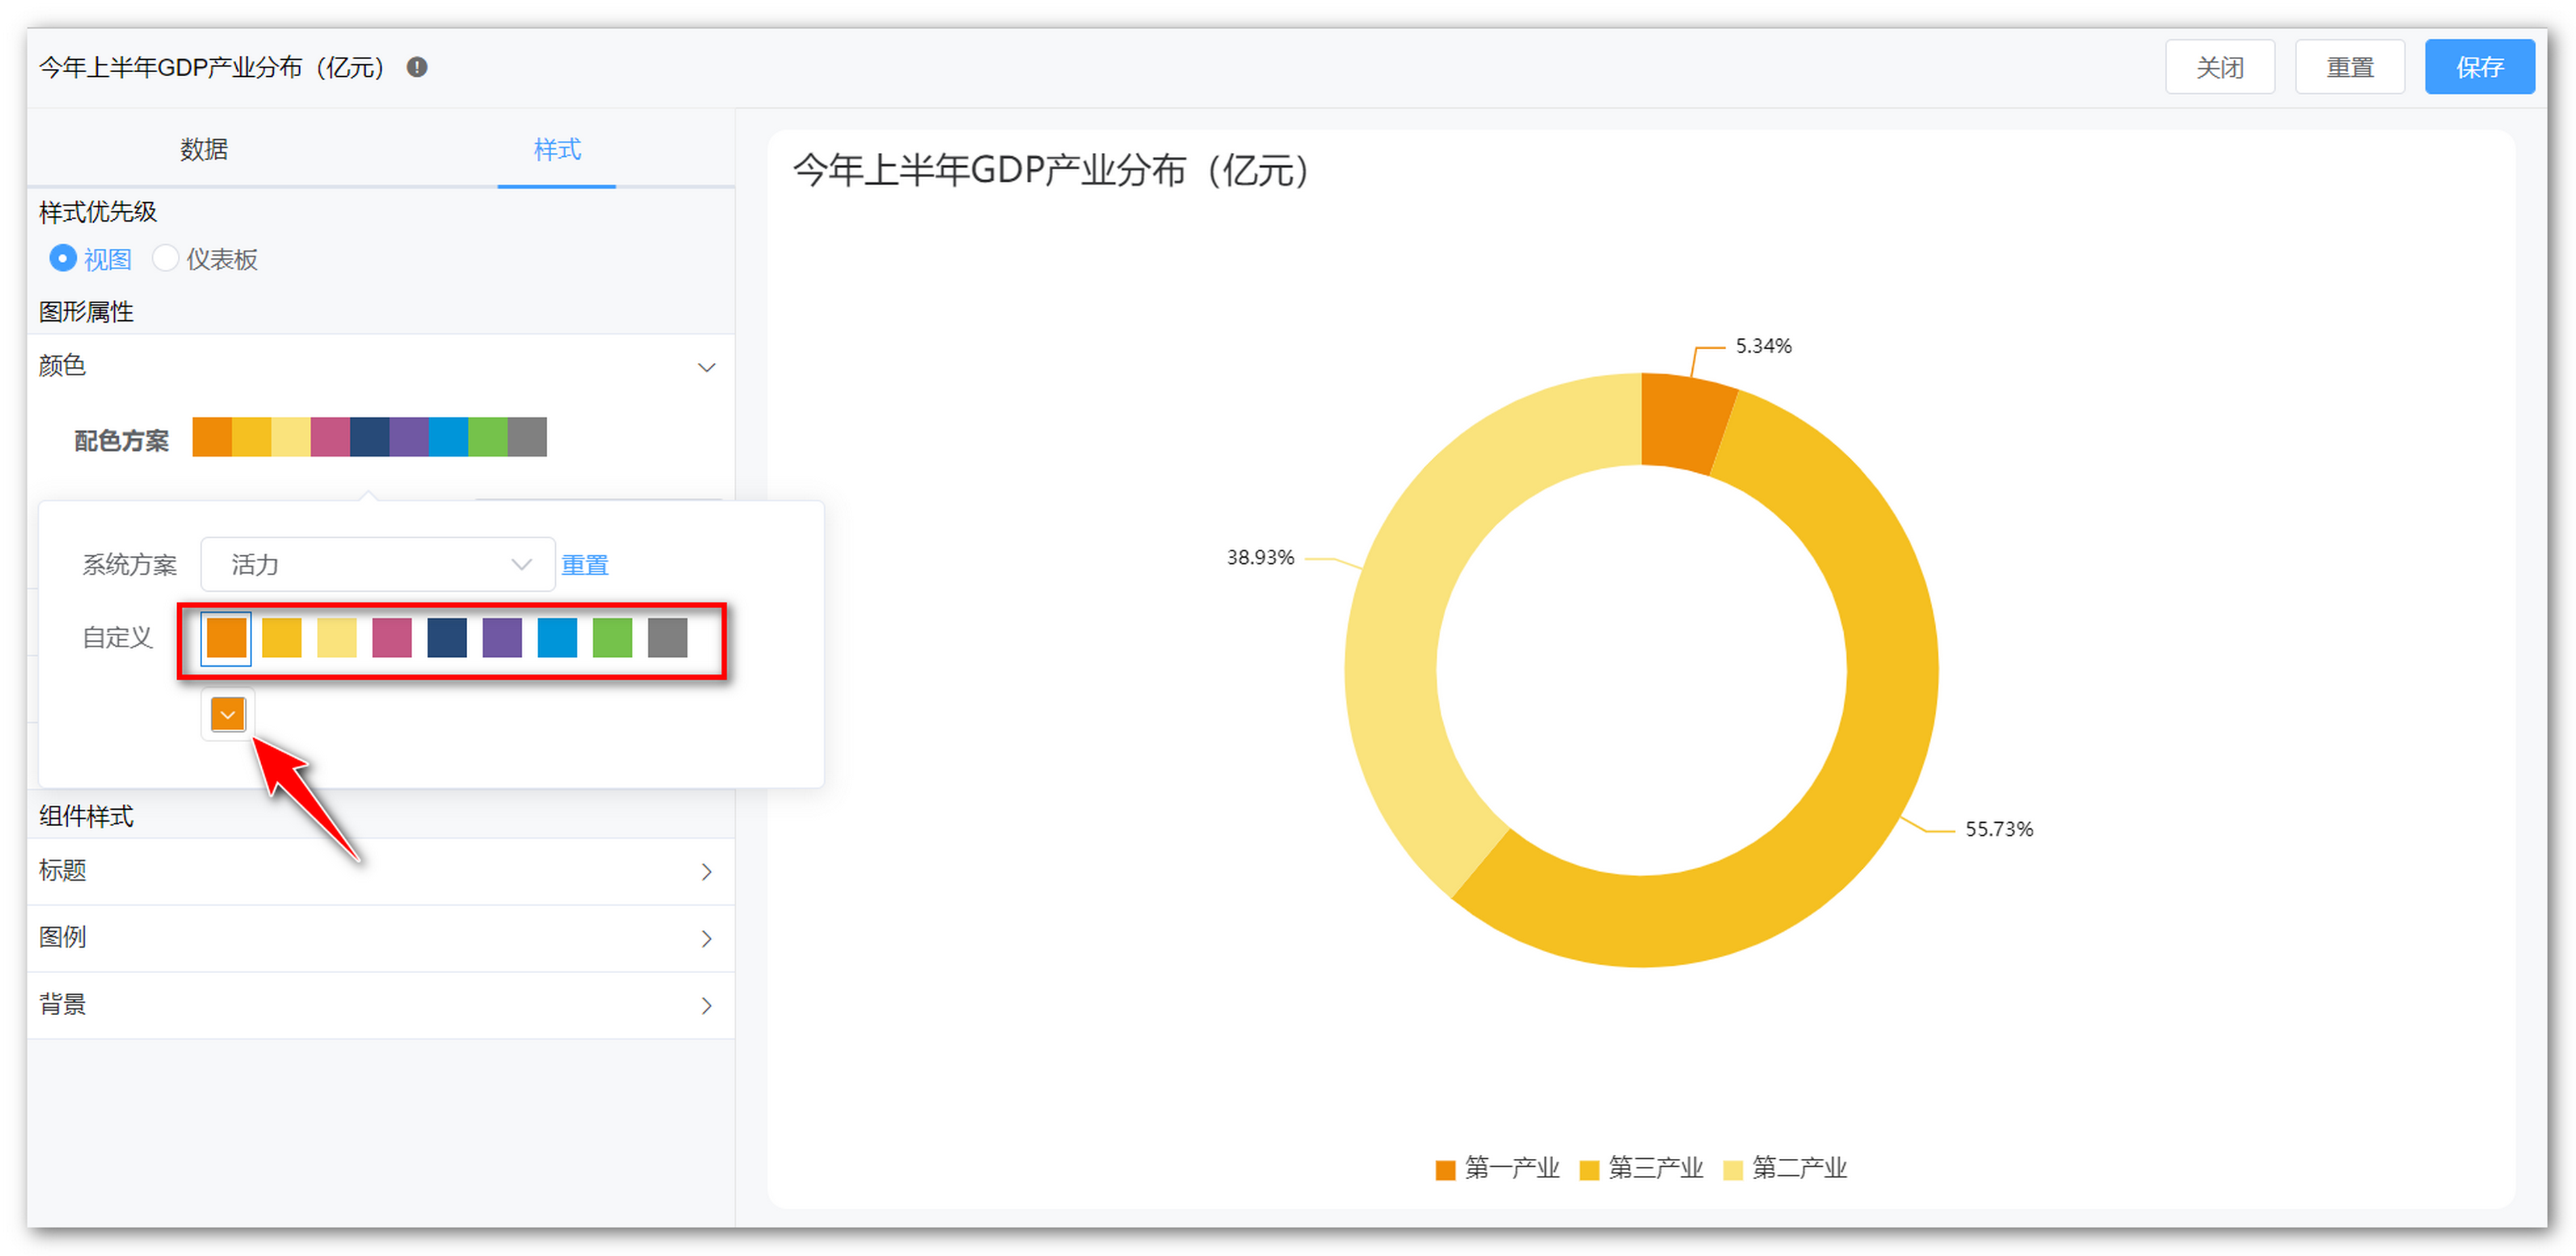 今年上半年GDP产业分布（亿元）
关闭
重置
保存
数据
样式
样式优先级
视图
仪表板
图形属性
颜色
配色方案
系统方案
活力
重置
自定义
组件样式
标题
图例
背景
今年上半年GDP产业分布（亿元）
5.34%
38.93%
55.73%
第一产业
第三产业
第二产业